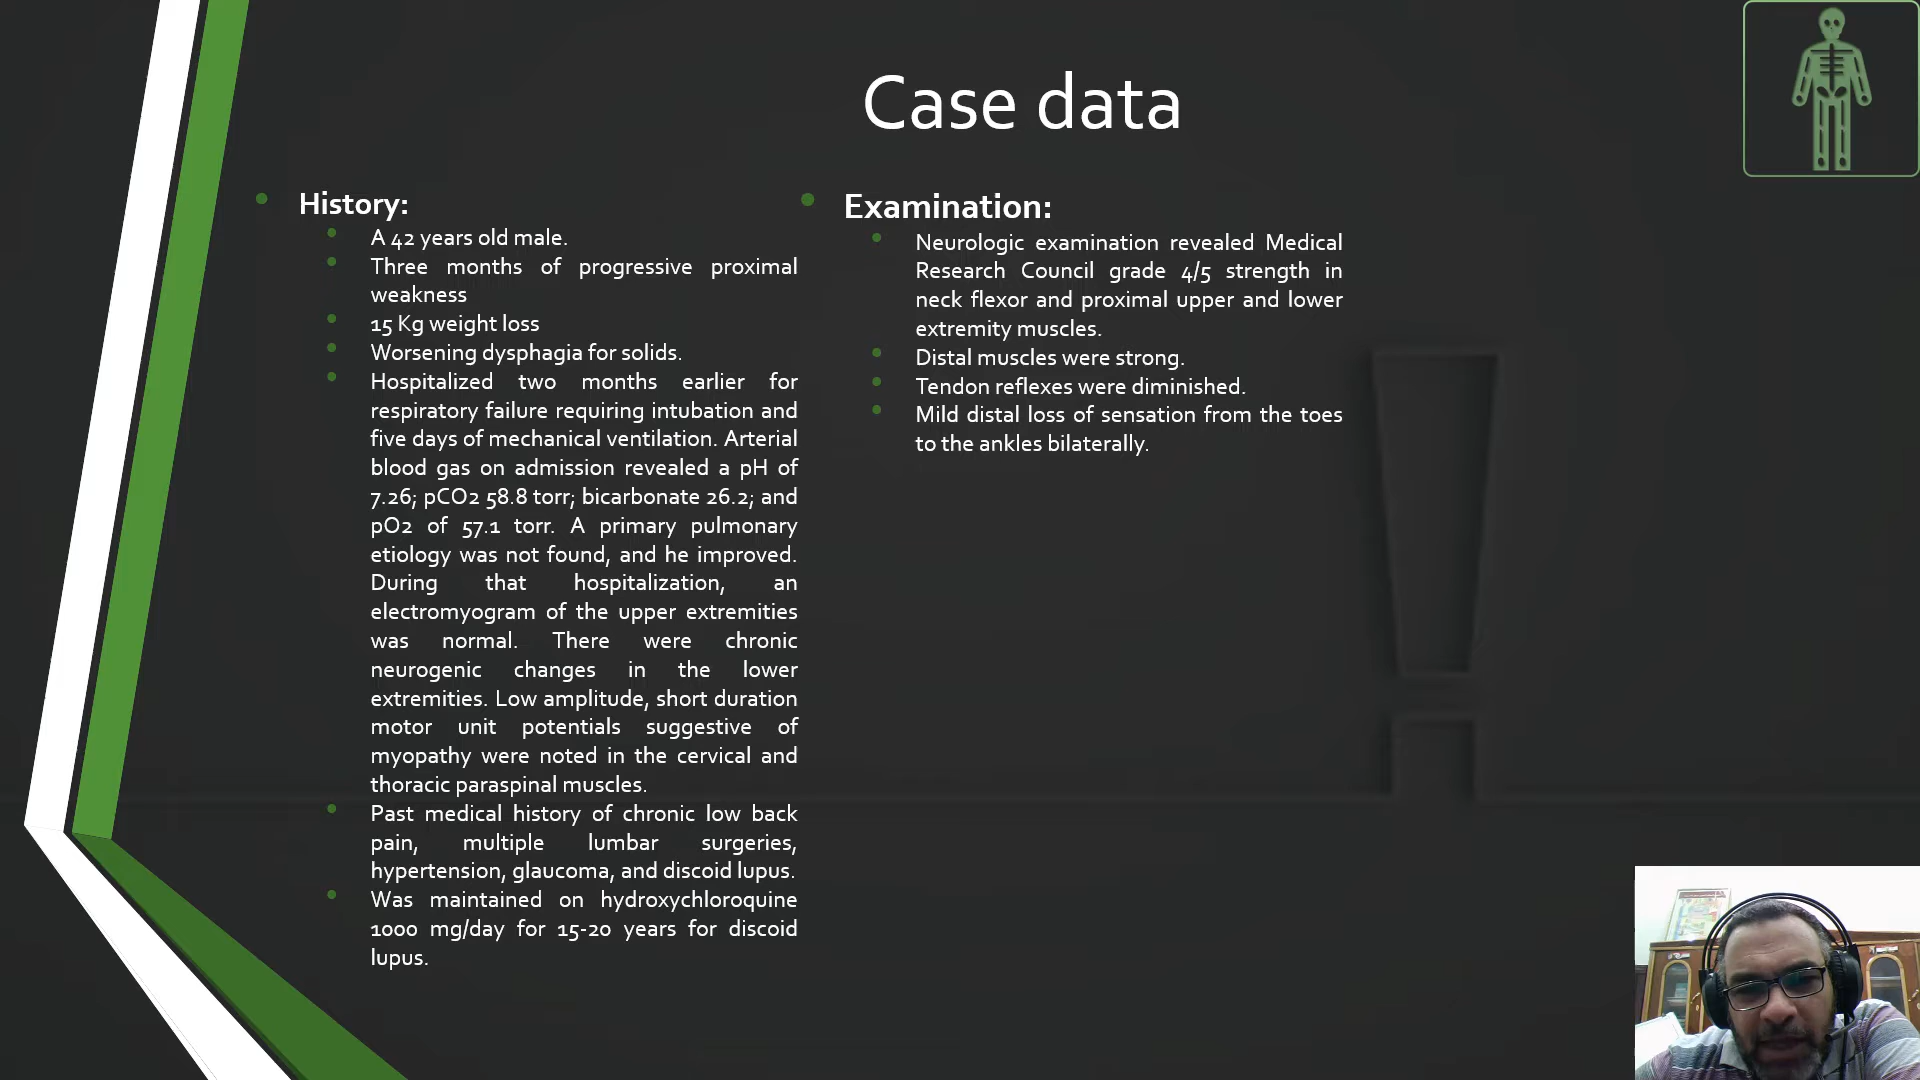 Case data
History:
A 42 years old male.
Three months of progressive proximal
weakness
15 Kg weight loss
Worsening dysphagia for solids.
Hospitalized two months earlier for
respiratory failure requiring intubation and
five days of mechanical ventilation. Arterial
blood gas on admission revealed a pH of
7.26; pCO2 58.8 torr; bicarbonate 26.2; and
pO2 of 57.1 torr. A primary pulmonary
etiology was not found, and he improved.
During that hospitalization, an
electromyogram of the upper extremities
was normal. There were chronic
neurogenic changes in the lower
extremities. Low amplitude, short duration
motor unit potentials suggestive of
myopathy were noted in the cervical and
thoracic paraspinal muscles.
Past medical history of chronic low back
pain, multiple lumbar surgeries,
hypertension, glaucoma, and discoid lupus.
Was maintained on hydroxychloroquine
1000 mg/day for 15-20 years for discoid
lupus.
Examination:
Neurologic examination revealed Medical
Research Council grade 4/5 strength in
neck flexor and proximal upper and lower
extremity muscles.
Distal muscles were strong.
Tendon reflexes were diminished.
Mild distal loss of sensation from the toes
to the ankles bilaterally.